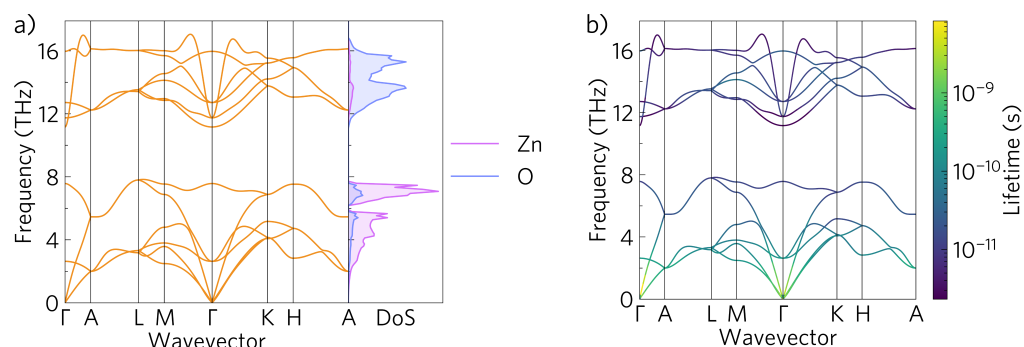 a)
Frequency (THz)
16
12
8
4
0
Γ A L M Γ K H A DoS
Wavevector
Zn
O
b)
Frequency (THz)
16
12
8
4
0
Γ A L M Γ K H A
Wavevector
10⁻⁹
10⁻¹⁰
10⁻¹¹
Lifetime (s)